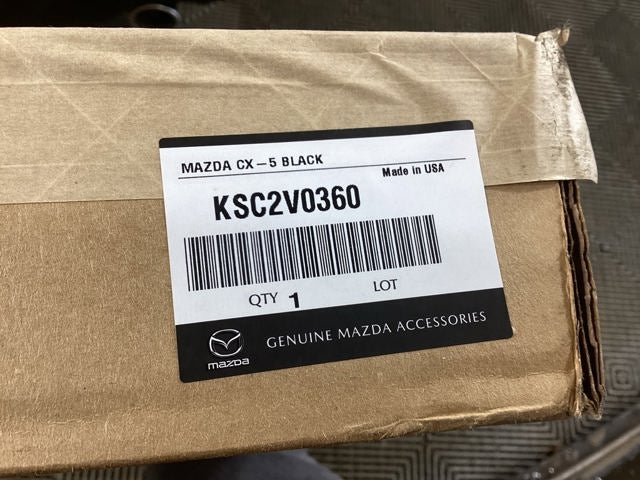 MAZDA CX-5 BLACK
Made in USA
KSC2V0360
QTY 1 LOT
mazda
GENUINE MAZDA ACCESSORIES